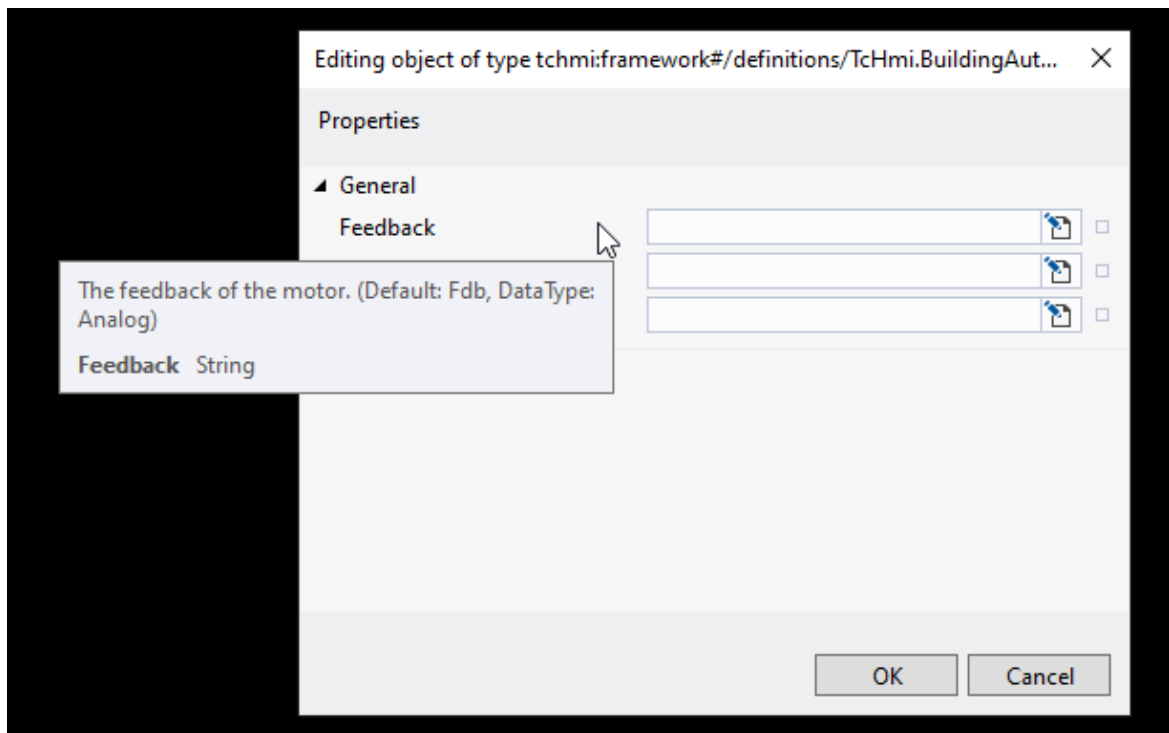 Editing object of type tchmi:framework#/definitions/TcHmi.BuildingAut...
Properties
General
Feedback
The feedback of the motor. (Default: Fdb, DataType:
Analog)
Feedback String
OK Cancel